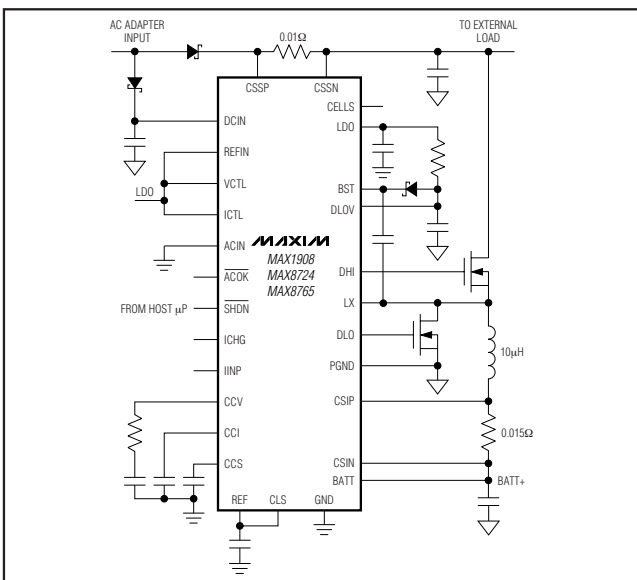 AC ADAPTER
INPUT
0.01Ω
TO EXTERNAL
LOAD
CSSP
CSSN
CELLS
DCIN
LDO
REFIN
VCTL
LDO
ICTL
BST
DLOV
ACIN
MAXIM
MAX1908
MAX8724
MAX8765
DHI
ACOK
LX
FROM HOST μP
SHDN
ICHG
DLO
10μH
IINP
PGND
CCV
CSIP
CCI
0.015Ω
CCS
CSIN
BATT
BATT+
REF
CLS
GND